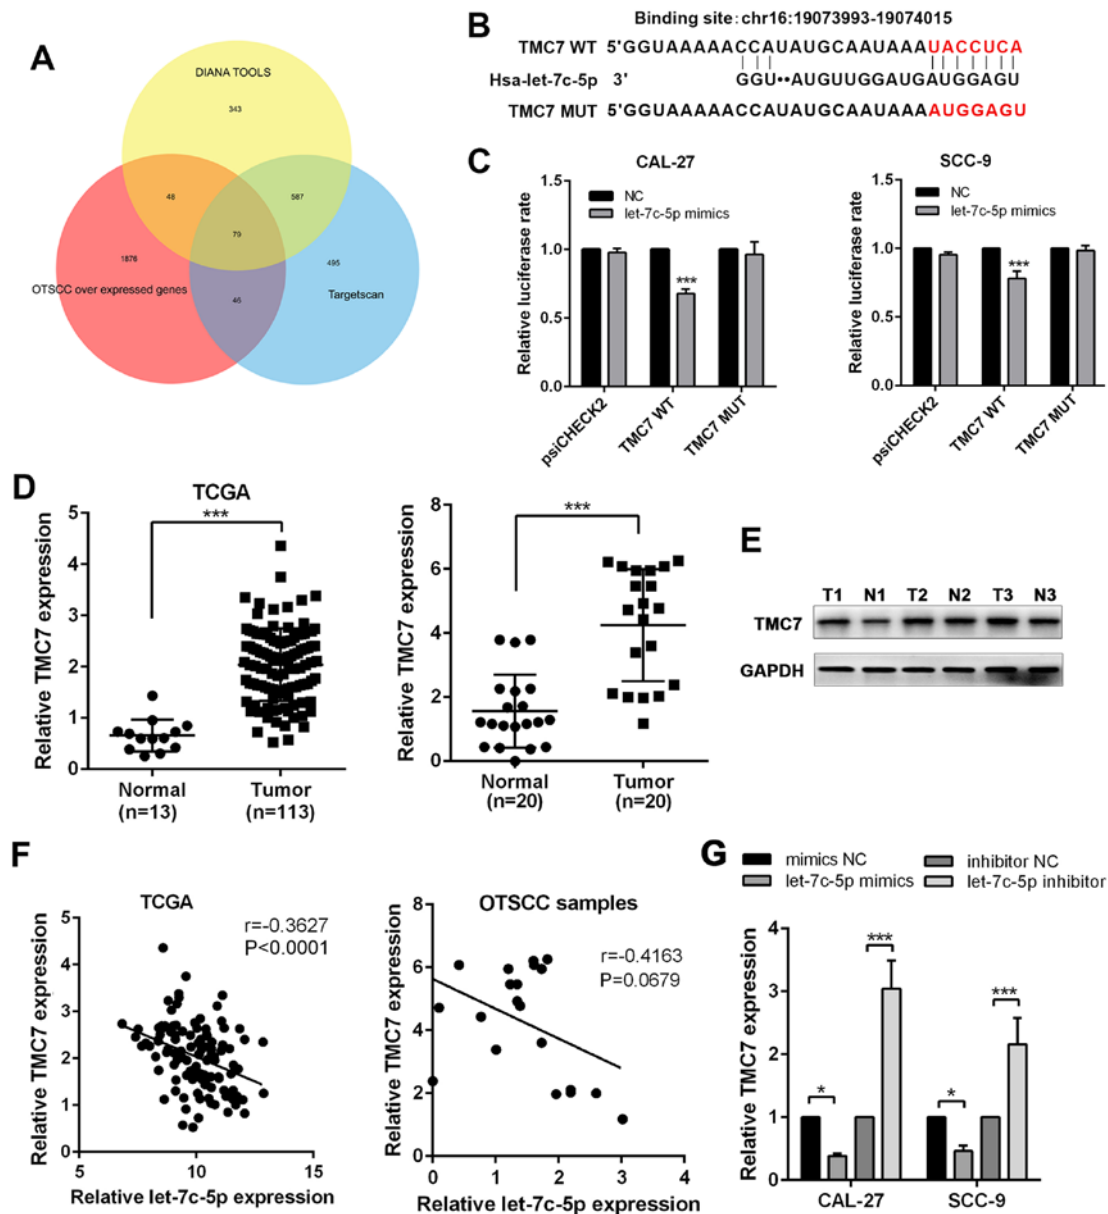 A
DIANA TOOLS
343
48
587
79
1876
495
OTSCC over expressed genes
46
Targetscan
B
Binding site:chr16:19073993-19074015
TMC7 WT 5'GGUAAAAACCAUAUGCAAUAAAUACCUCA
Hsa-let-7c-5p 3' GGU••AUGUUGGAUGAUGGAGU
TMC7 MUT 5'GGUAAAAACCAUAUGCAAUAAAAUGGAGU
C
CAL-27
Relative luciferase rate
1.5
1.0
0.5
0.0
NC
let-7c-5p mimics
***
psiCHECK2
TMC7 WT
TMC7 MUT
SCC-9
Relative luciferase rate
1.5
1.0
0.5
0.0
NC
let-7c-5p mimics
***
psiCHECK2
TMC7 WT
TMC7 MUT
D
TCGA
Relative TMC7 expression
5
4
3
2
1
0
***
Normal
(n=13)
Tumor
(n=113)
Relative TMC7 expression
8
6
4
2
0
***
Normal
(n=20)
Tumor
(n=20)
E
T1 N1 T2 N2 T3 N3
TMC7
GAPDH
F
TCGA
r=-0.3627
P<0.0001
Relative TMC7 expression
5
4
3
2
1
0
5 10 15
Relative let-7c-5p expression
OTSCC samples
r=-0.4163
P=0.0679
Relative TMC7 expression
8
6
4
2
0
0 1 2 3 4
Relative let-7c-5p expression
G
mimics NC
let-7c-5p mimics
inhibitor NC
let-7c-5p inhibitor
Relative TMC7 expression
4
3
2
1
0
*
***
*
***
CAL-27
SCC-9